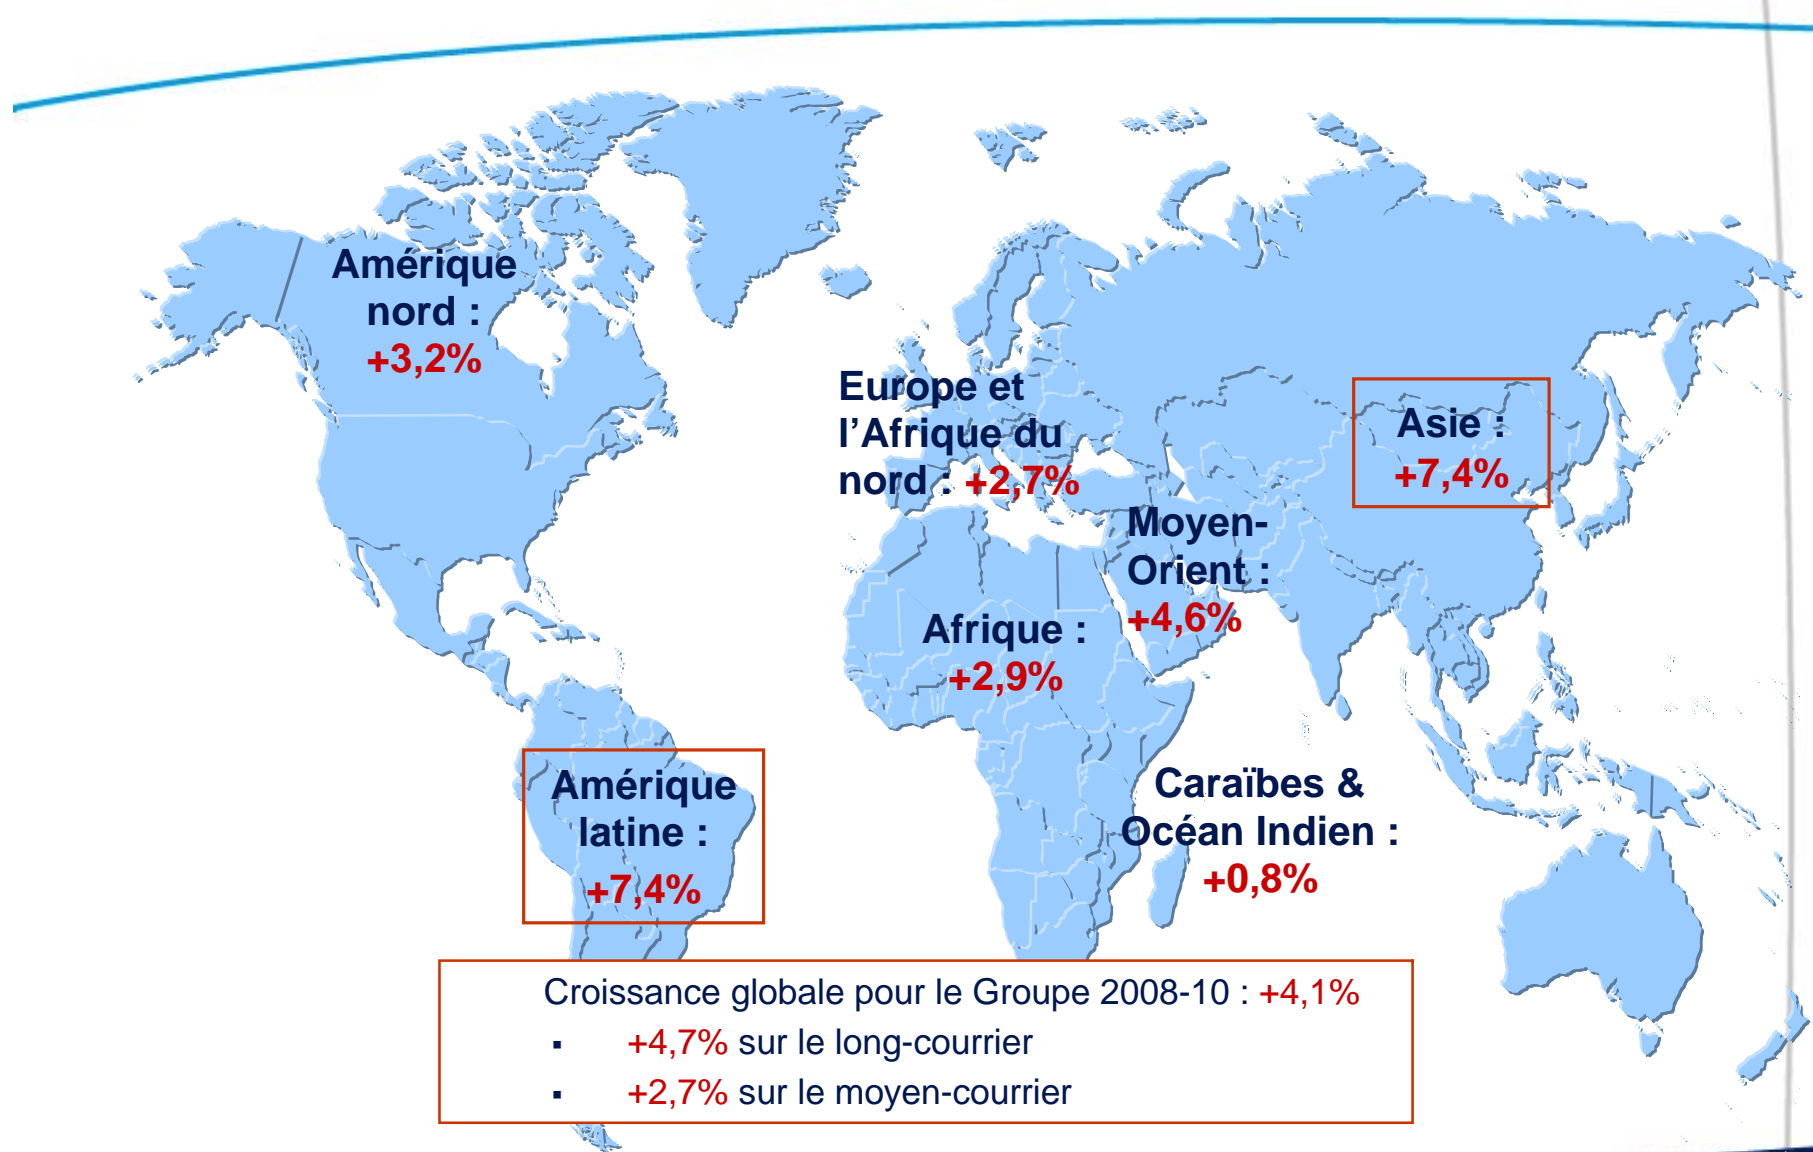 Amérique
nord :
+3,2%
Europe et
l’Afrique du
nord : +2,7%
Asie :
+7,4%
Moyen-
Orient :
+4,6%
Afrique :
+2,9%
Amérique
latine :
+7,4%
Caraïbes &
Océan Indien :
+0,8%
Croissance globale pour le Groupe 2008-10 : +4,1%
▪ +4,7% sur le long-courrier
▪ +2,7% sur le moyen-courrier